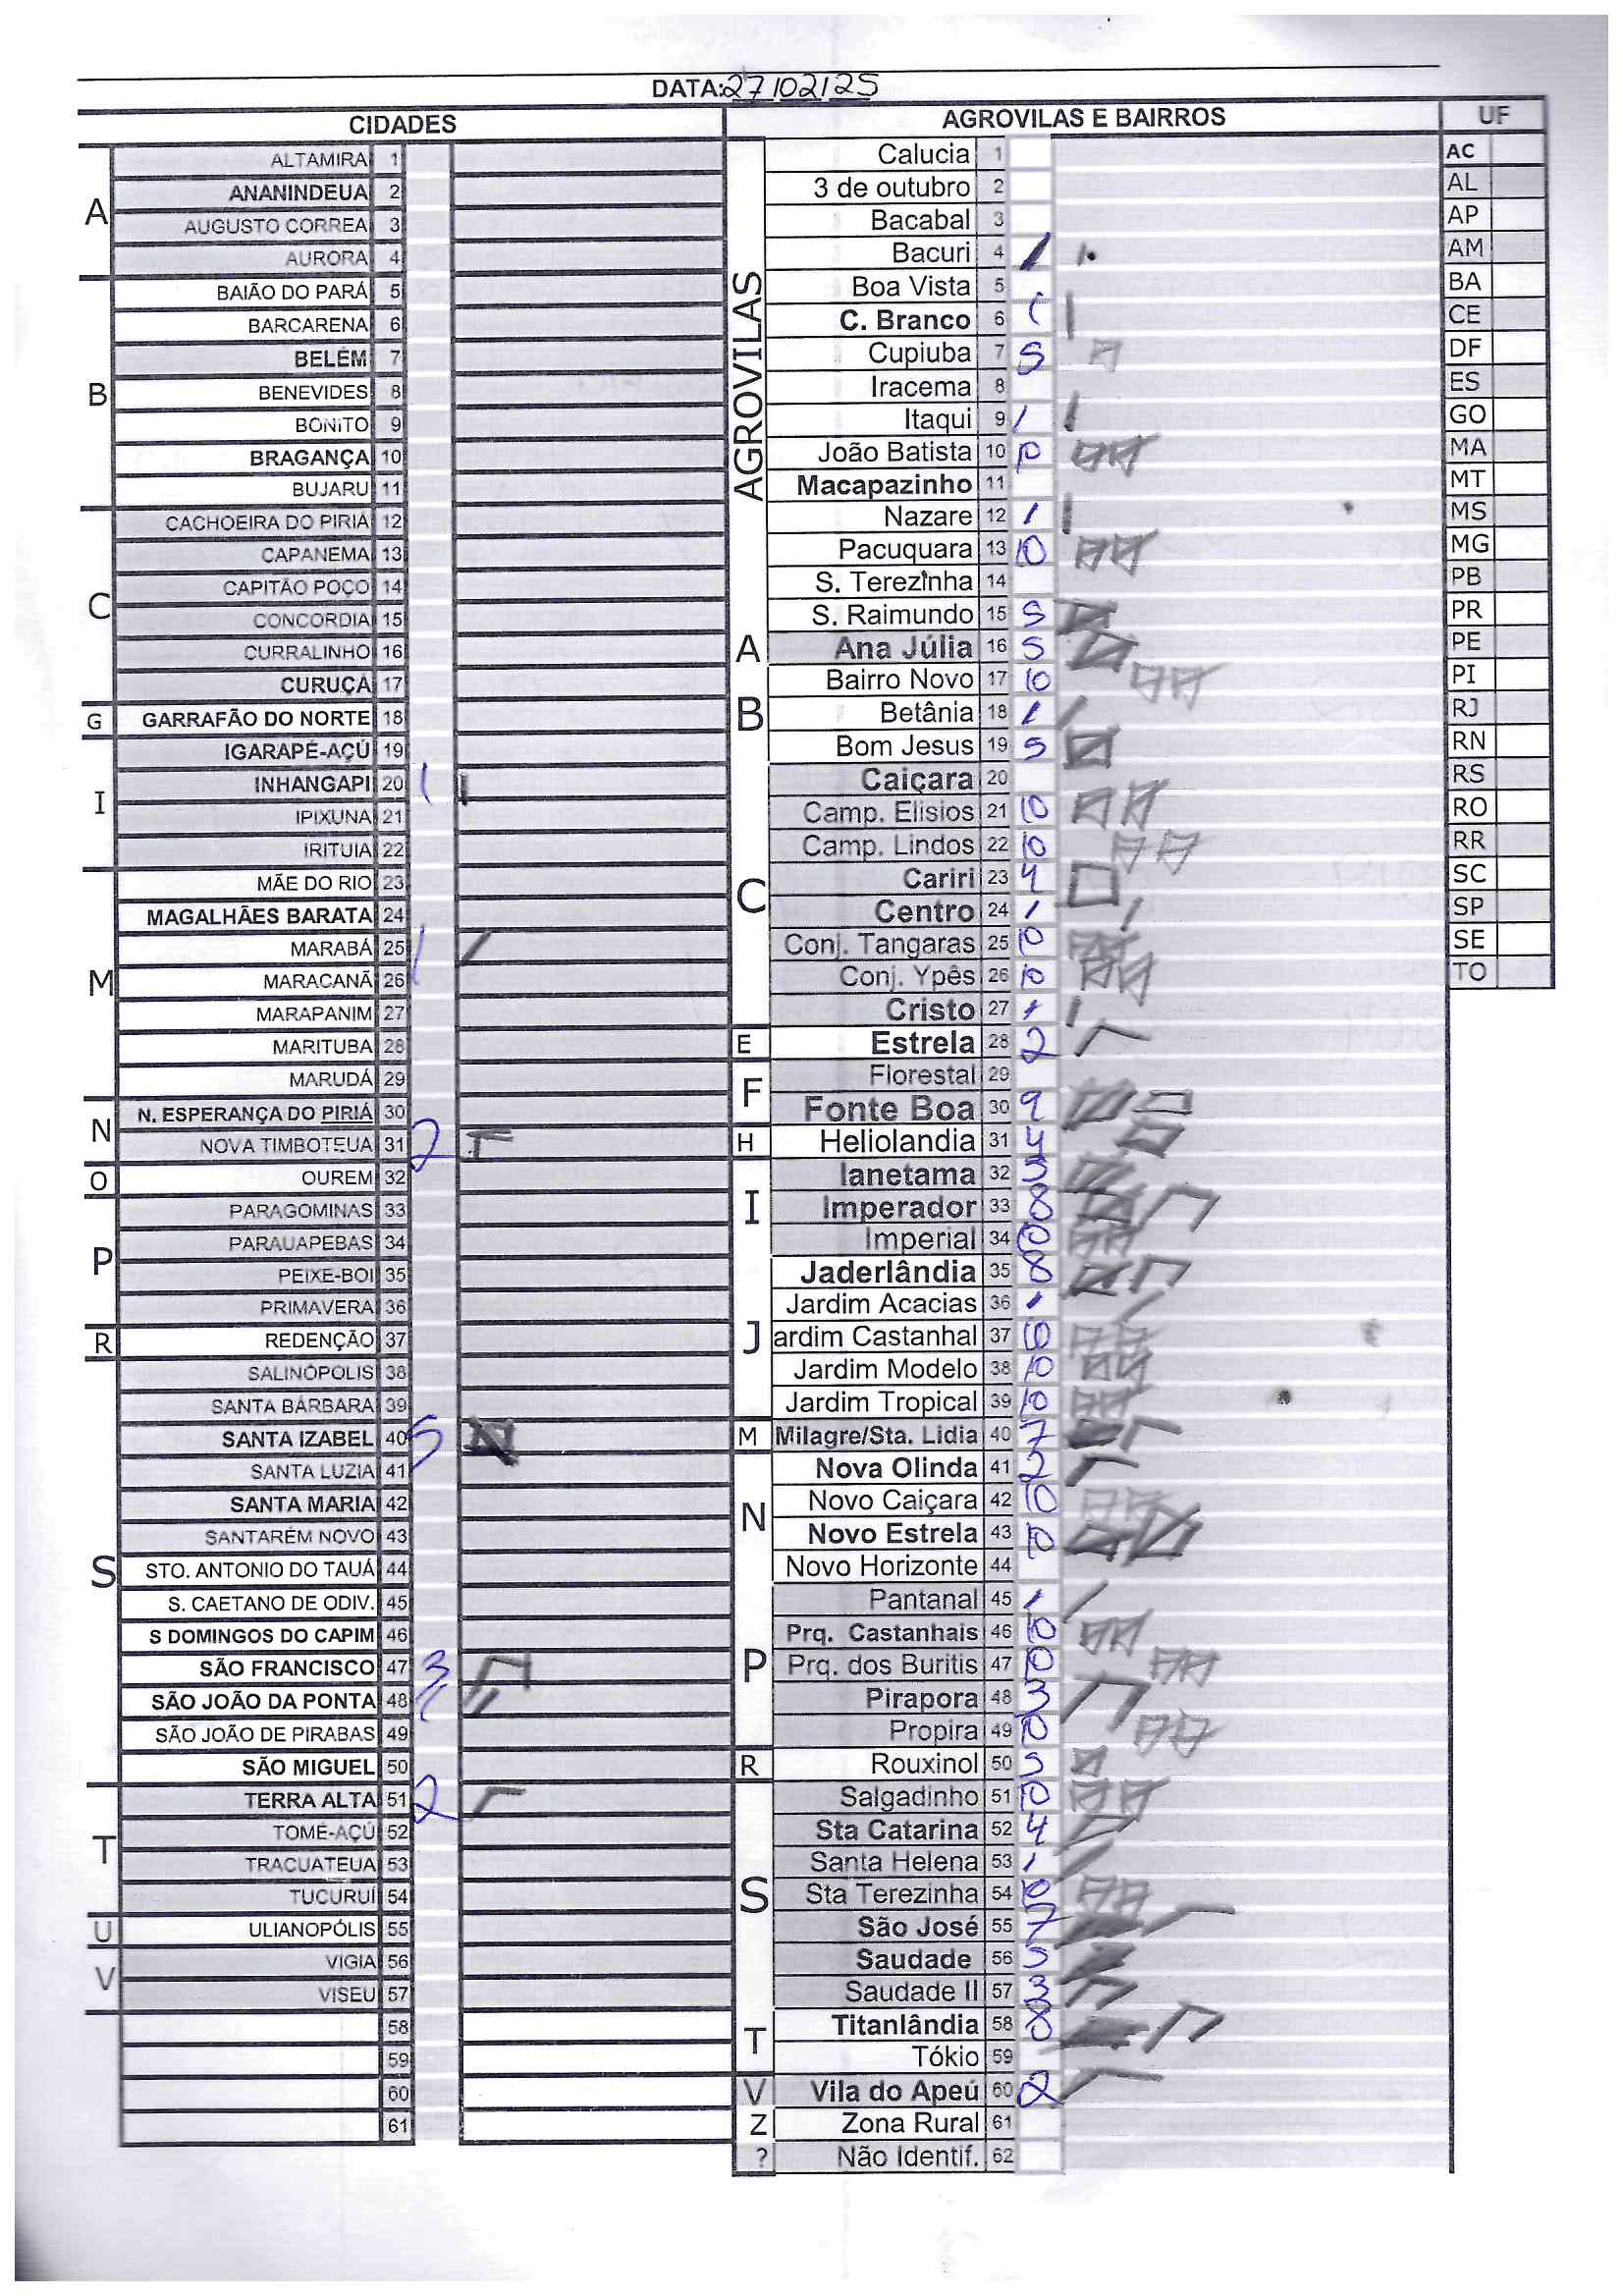 DATA: 27/02/25
CIDADES
A
ALTAMIRA 1
ANANINDEUA 2
AUGUSTO CORREA 3
AURORA 4
B
BAIÃO DO PARÁ 5
BARCARENA 6
BELÉM 7
BENEVIDES 8
BONITO 9
BRAGANÇA 10
BUJARU 11
C
CACHOEIRA DO PIRIÁ 12
CAPANEMA 13
CAPITÃO POÇO 14
CONCORDIA 15
CURRALINHO 16
CURUÇÁ 17
G
GARRAFÃO DO NORTE 18
I
IGARAPÉ-AÇÚ 19
INHANGAPI 20 1
IPIXUNA 21
IRITUIA 22
M
MÃE DO RIO 23
MAGALHÃES BARATA 24
MARABÁ 25 1
MARACANÃ 26
MARAPANIM 27
MARITUBA 28
MARUDÁ 29
N
N. ESPERANÇA DO PIRIÁ 30
NOVA TIMBOTEUA 31 2
O
OUREM 32
P
PARAGOMINAS 33
PARAUAPEBAS 34
PEIXE-BOI 35
PRIMAVERA 36
R
REDENÇÃO 37
S
SALINÓPOLIS 38
SANTA BÁRBARA 39
SANTA IZABEL 40 5
SANTA LUZIA 41
SANTA MARIA 42
SANTARÉM NOVO 43
STO. ANTONIO DO TAUÁ 44
S. CAETANO DE ODIV. 45
S DOMINGOS DO CAPIM 46
SÃO FRANCISCO 47 3
SÃO JOÃO DA PONTA 48
SÃO JOÃO DE PIRABAS 49
SÃO MIGUEL 50
T
TERRA ALTA 51 2
TOMÉ-AÇÚ 52
TRACUATEUA 53
TUCURUÍ 54
U
ULIANOPÓLIS 55
V
VIGIA 56
VISEU 57
58
59
60
61
AGROVILAS E BAIRROS
AGROVILAS
Calucia 1
3 de outubro 2
Bacabal 3
Bacuri 4 1
Boa Vista 5
C. Branco 6 1
Cupiuba 7 5
Iracema 8
Itaqui 9 1
João Batista 10 10
Macapazinho 11
Nazare 12 1
Pacuquara 13 10
S. Terezinha 14
S. Raimundo 15 5
A
Ana Júlia 16 5
B
Bairro Novo 17 10
Betânia 18 1
Bom Jesus 19 5
C
Caiçara 20
Camp. Elisios 21 10
Camp. Lindos 22 10
Cariri 23 4
Centro 24 1
Conj. Tangaras 25 10
Conj. Ypês 26 10
Cristo 27 1
E
Estrela 28 2
F
Florestal 29
Fonte Boa 30 9
H
Heliolandia 31 4
I
Ianetama 32 5
Imperador 33 8
Imperial 34 10
J
Jaderlândia 35 8
Jardim Acacias 36 1
ardim Castanhal 37 10
Jardim Modelo 38 10
Jardim Tropical 39 10
M
Milagre/Sta. Lidia 40 7
N
Nova Olinda 41 2
Novo Caiçara 42 10
Novo Estrela 43 10
Novo Horizonte 44
P
Pantanal 45 1
Prq. Castanhais 46 10
Prq. dos Buritis 47 10
Pirapora 48 3
Propira 49 10
R
Rouxinol 50 5
S
Salgadinho 51 10
Sta Catarina 52 4
Santa Helena 53 1
Sta Terezinha 54 10
São José 55 7
Saudade 56 5
Saudade II 57 3
T
Titanlândia 58 8
Tókio 59
V
Vila do Apeú 60 2
Z
Zona Rural 61
?
Não Identif. 62
UF
AC
AL
AP
AM
BA
CE
DF
ES
GO
MA
MT
MS
MG
PB
PR
PE
PI
RJ
RN
RS
RO
RR
SC
SP
SE
TO